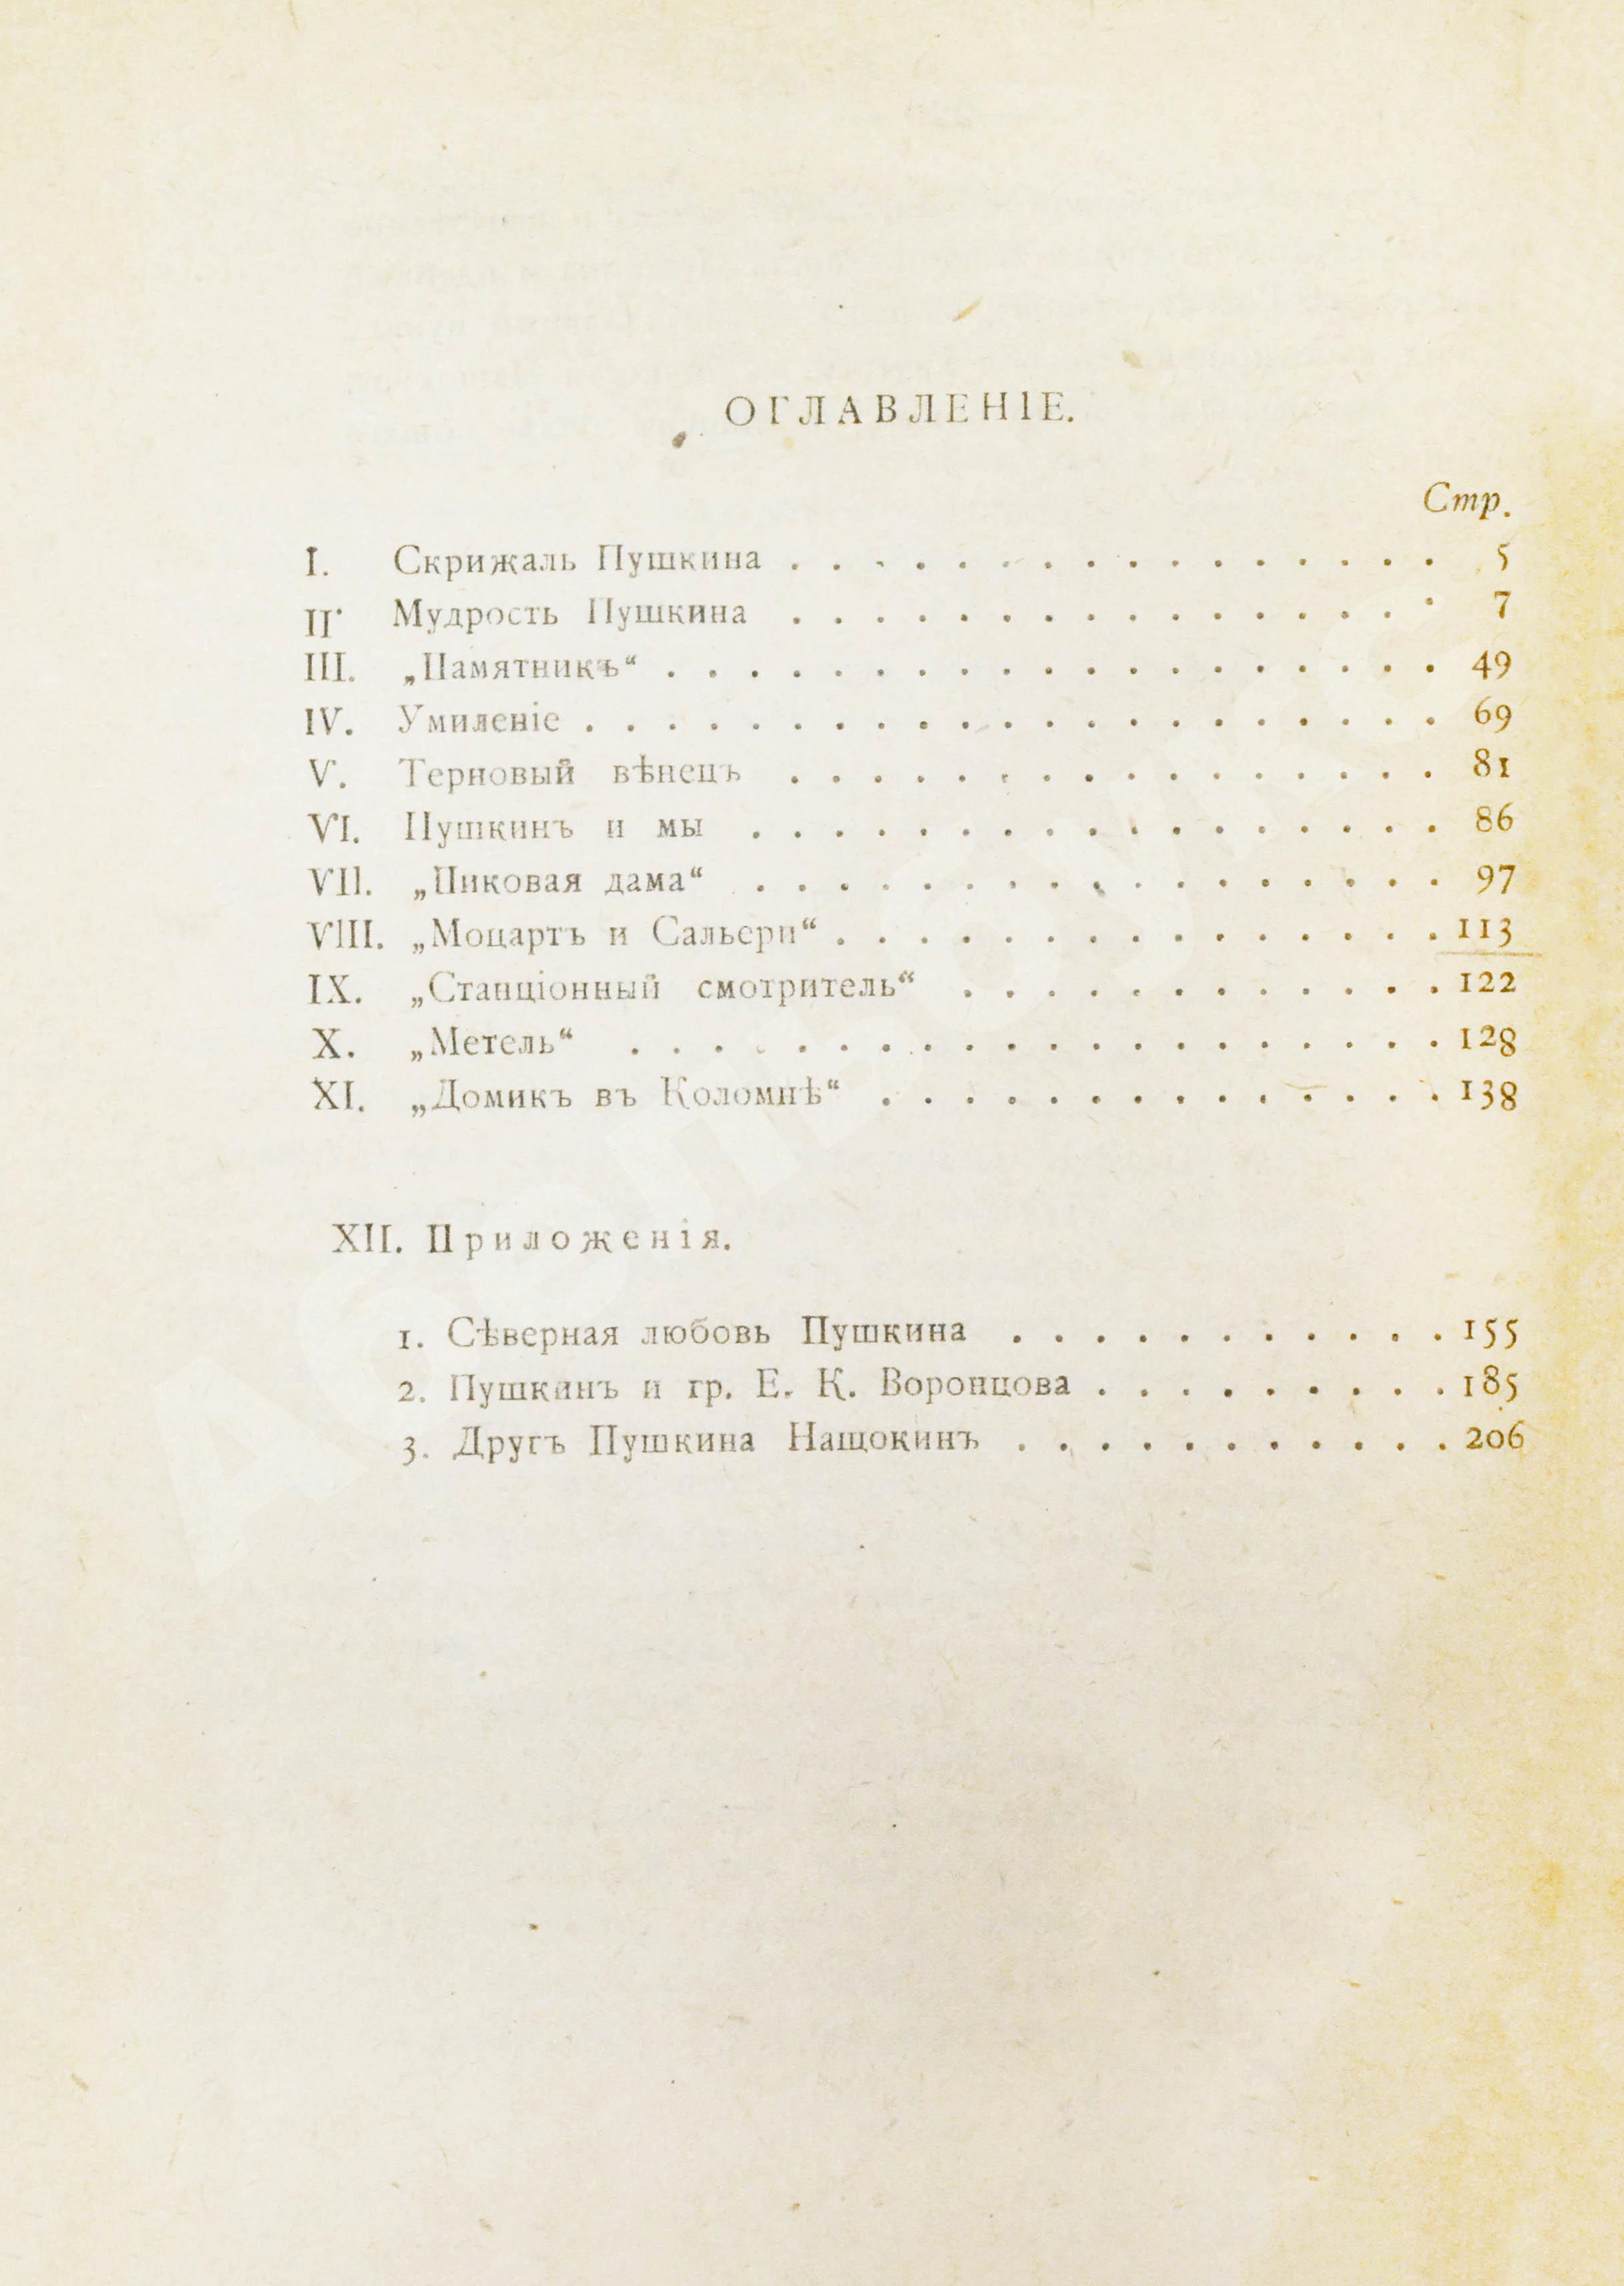 ОГЛАВЛЕНІЕ.
Стр.
I. Скрижаль Пушкина . . . . . . . . . . . . . . . . 5
II. Мудрость Пушкина . . . . . . . . . . . . . . . . 7
III. „Памятникъ“ . . . . . . . . . . . . . . . . . . . 49
IV. Умиленіе . . . . . . . . . . . . . . . . . . . . . 69
V. Терновый вѣнецъ . . . . . . . . . . . . . . . . 81
VI. Пушкинъ и мы . . . . . . . . . . . . . . . . . 86
VII. „Пиковая дама“ . . . . . . . . . . . . . . . . . 97
VIII. „Моцартъ и Сальери“ . . . . . . . . . . . . . . . 113
IX. „Станціонный смотритель“ . . . . . . . . . . . . 122
X. „Метель“ . . . . . . . . . . . . . . . . . . . . 128
XI. „Домикъ въ Коломнѣ“ . . . . . . . . . . . . . . 138
XII. Приложенія.
1. Сѣверная любовь Пушкина . . . . . . . . . . . 155
2. Пушкинъ и гр. Е. К. Воронцова . . . . . . . . . 185
3. Другъ Пушкина Нащокинъ . . . . . . . . . . . 206